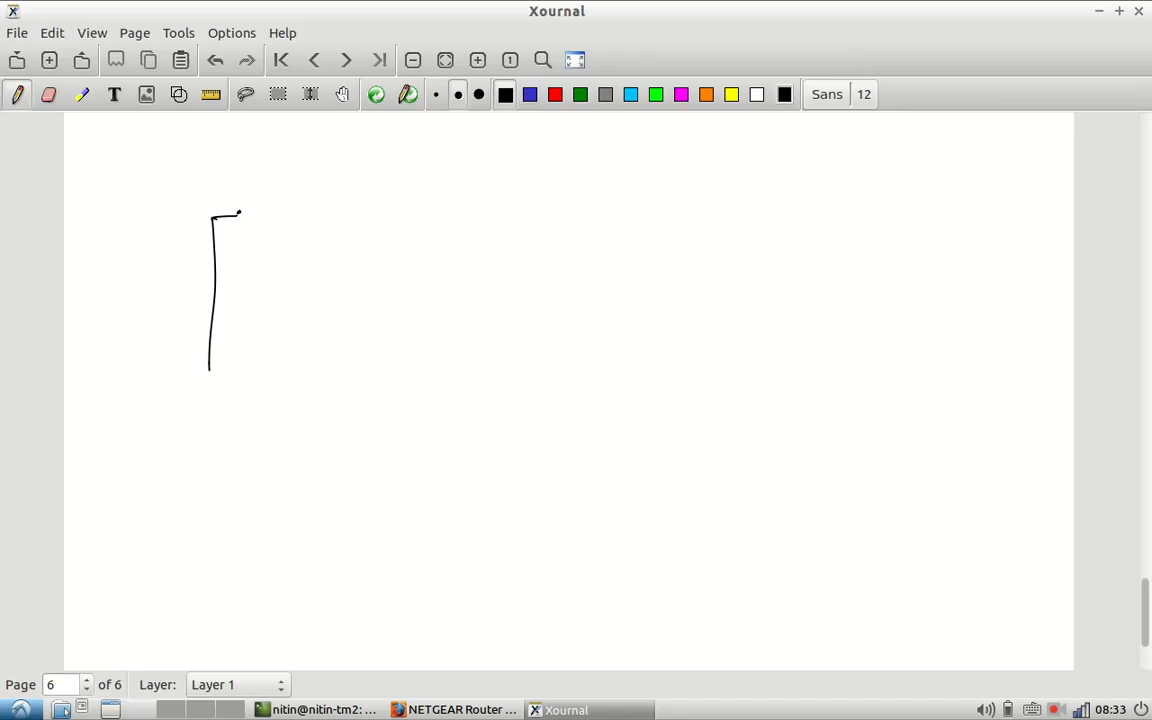 Xournal
File Edit View Page Tools Options Help
1
T Sans 12
Page 6 of 6 Layer: Layer 1
nitin@nitin-tm2: ... NETGEAR Router ... Xournal 08:33